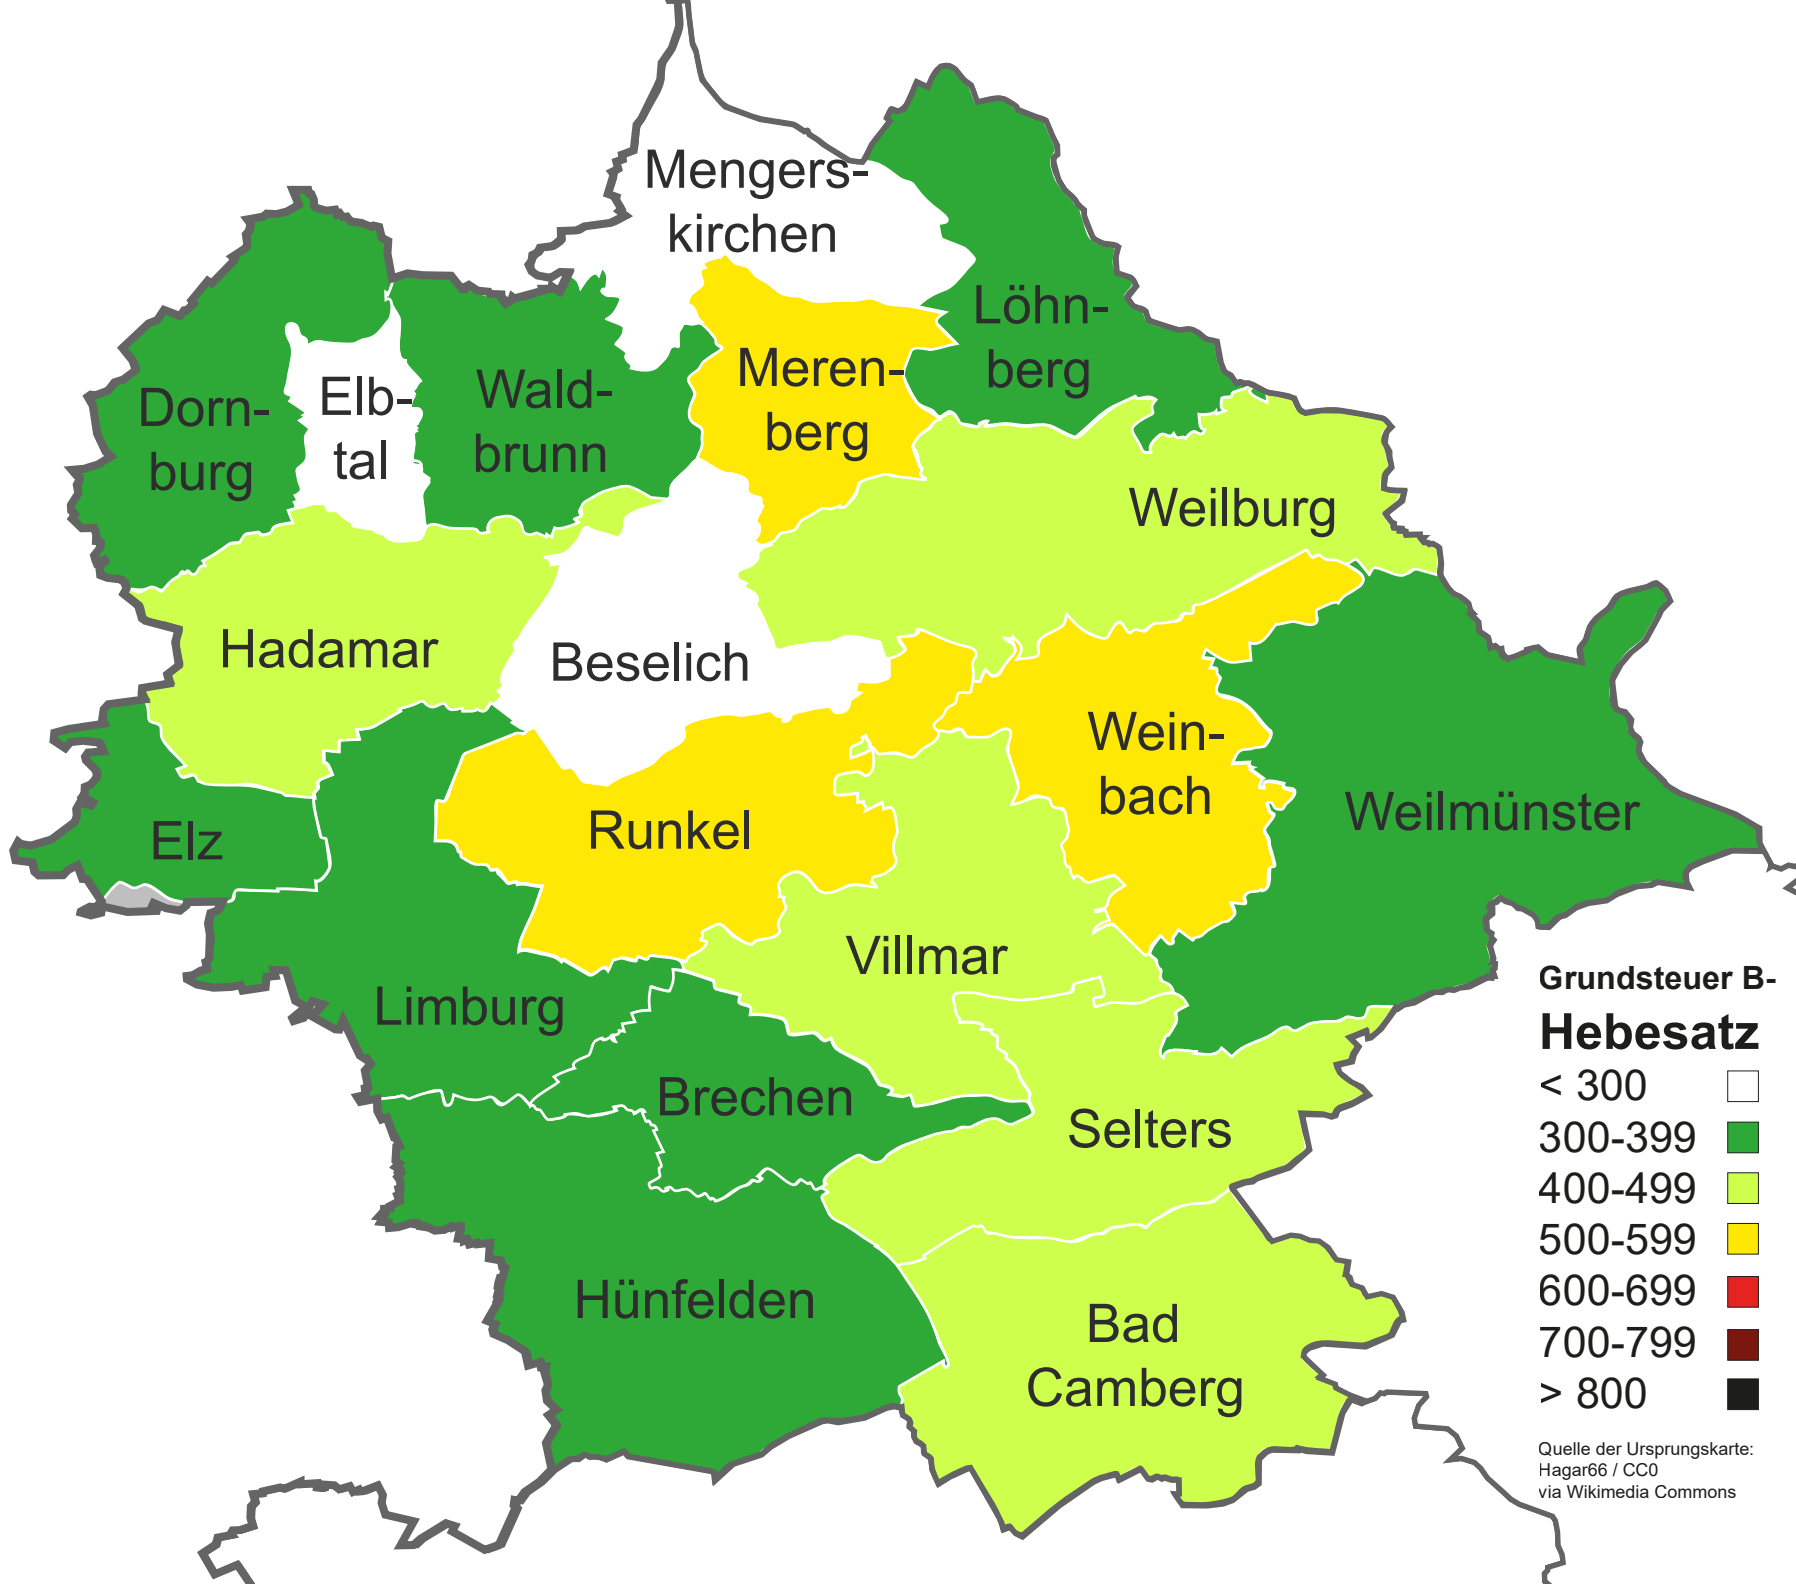 Mengers-
kirchen
Löhn-
berg
Meren-
berg
Wald-
brunn
Elb-
tal
Dorn-
burg
Weilburg
Hadamar
Beselich
Wein-
bach
Weilmünster
Runkel
Elz
Villmar
Limburg
Brechen
Selters
Hünfelden
Bad
Camberg
Grundsteuer B-
Hebesatz
< 300
300-399
400-499
500-599
600-699
700-799
> 800
Quelle der Ursprungskarte:
Hagar66 / CC0
via Wikimedia Commons